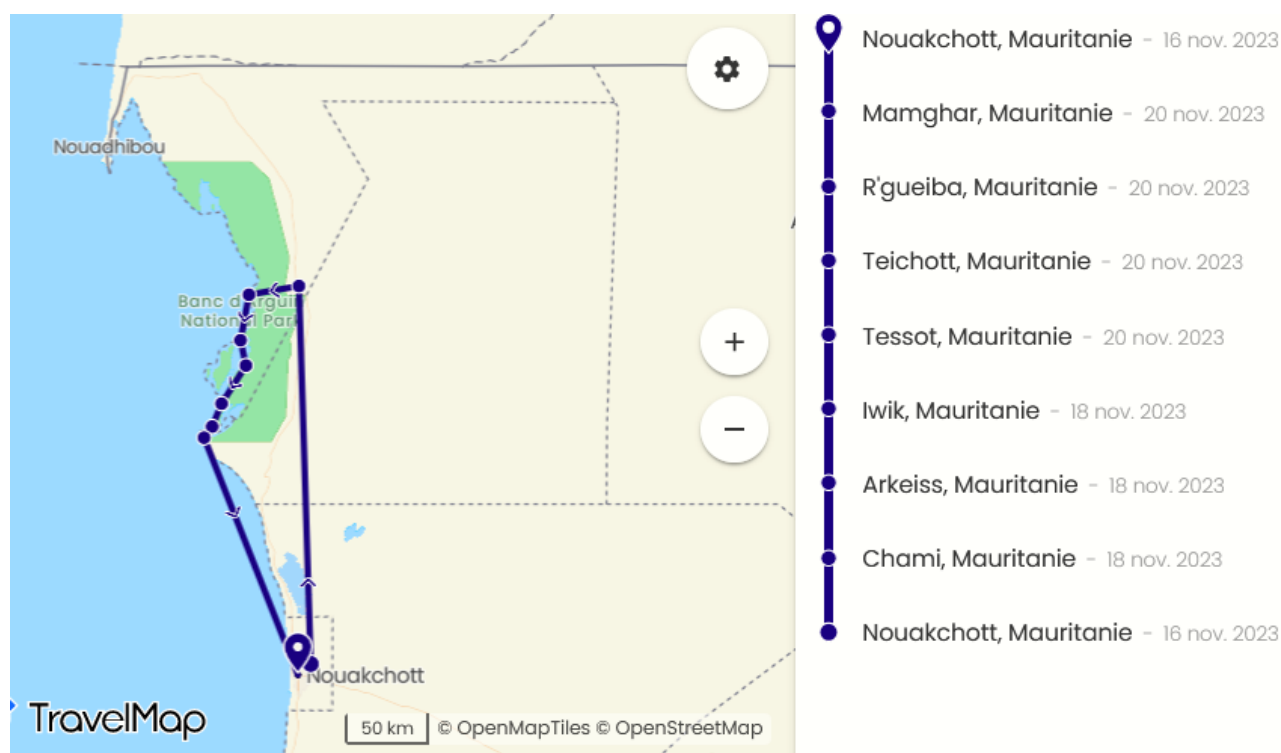 Nouadhibou
Banc d'Arguin
National Park
Nouakchott
TravelMap
50 km
© OpenMapTiles © OpenStreetMap
Nouakchott, Mauritanie - 16 nov. 2023
Mamghar, Mauritanie - 20 nov. 2023
R'gueiba, Mauritanie - 20 nov. 2023
Teichott, Mauritanie - 20 nov. 2023
Tessot, Mauritanie - 20 nov. 2023
Iwik, Mauritanie - 18 nov. 2023
Arkeiss, Mauritanie - 18 nov. 2023
Chami, Mauritanie - 18 nov. 2023
Nouakchott, Mauritanie - 16 nov. 2023